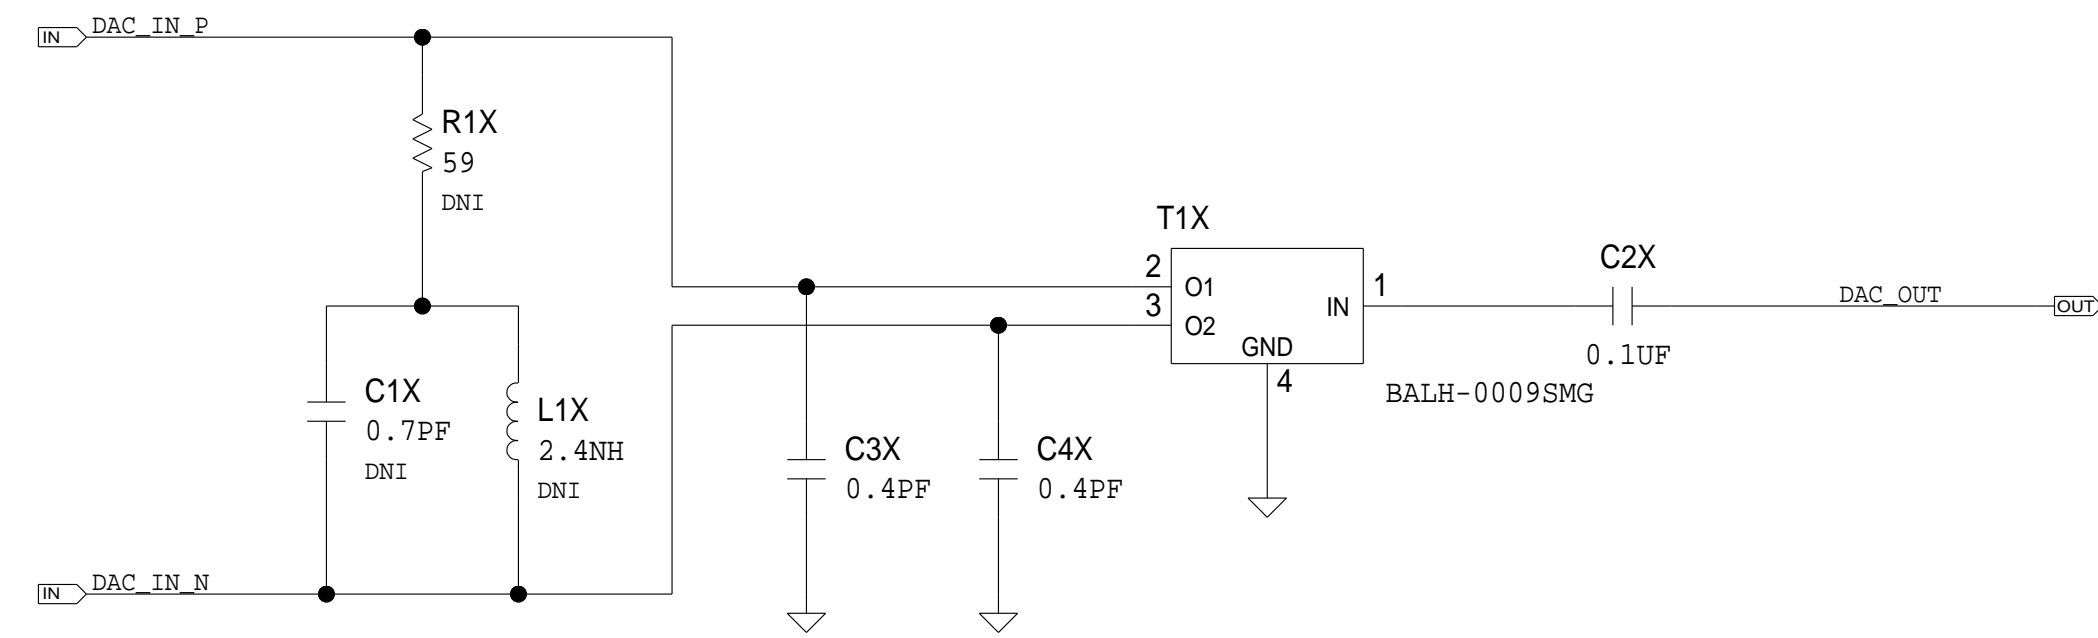 IN DAC_IN_P
R1X
59
DNI
T1X
2
O1
3
O2
IN
1
GND
4
C2X
0.1UF
DAC_OUT
OUT
BALH-0009SMG
C1X
0.7PF
DNI
L1X
2.4NH
DNI
C3X
0.4PF
C4X
0.4PF
IN DAC_IN_N